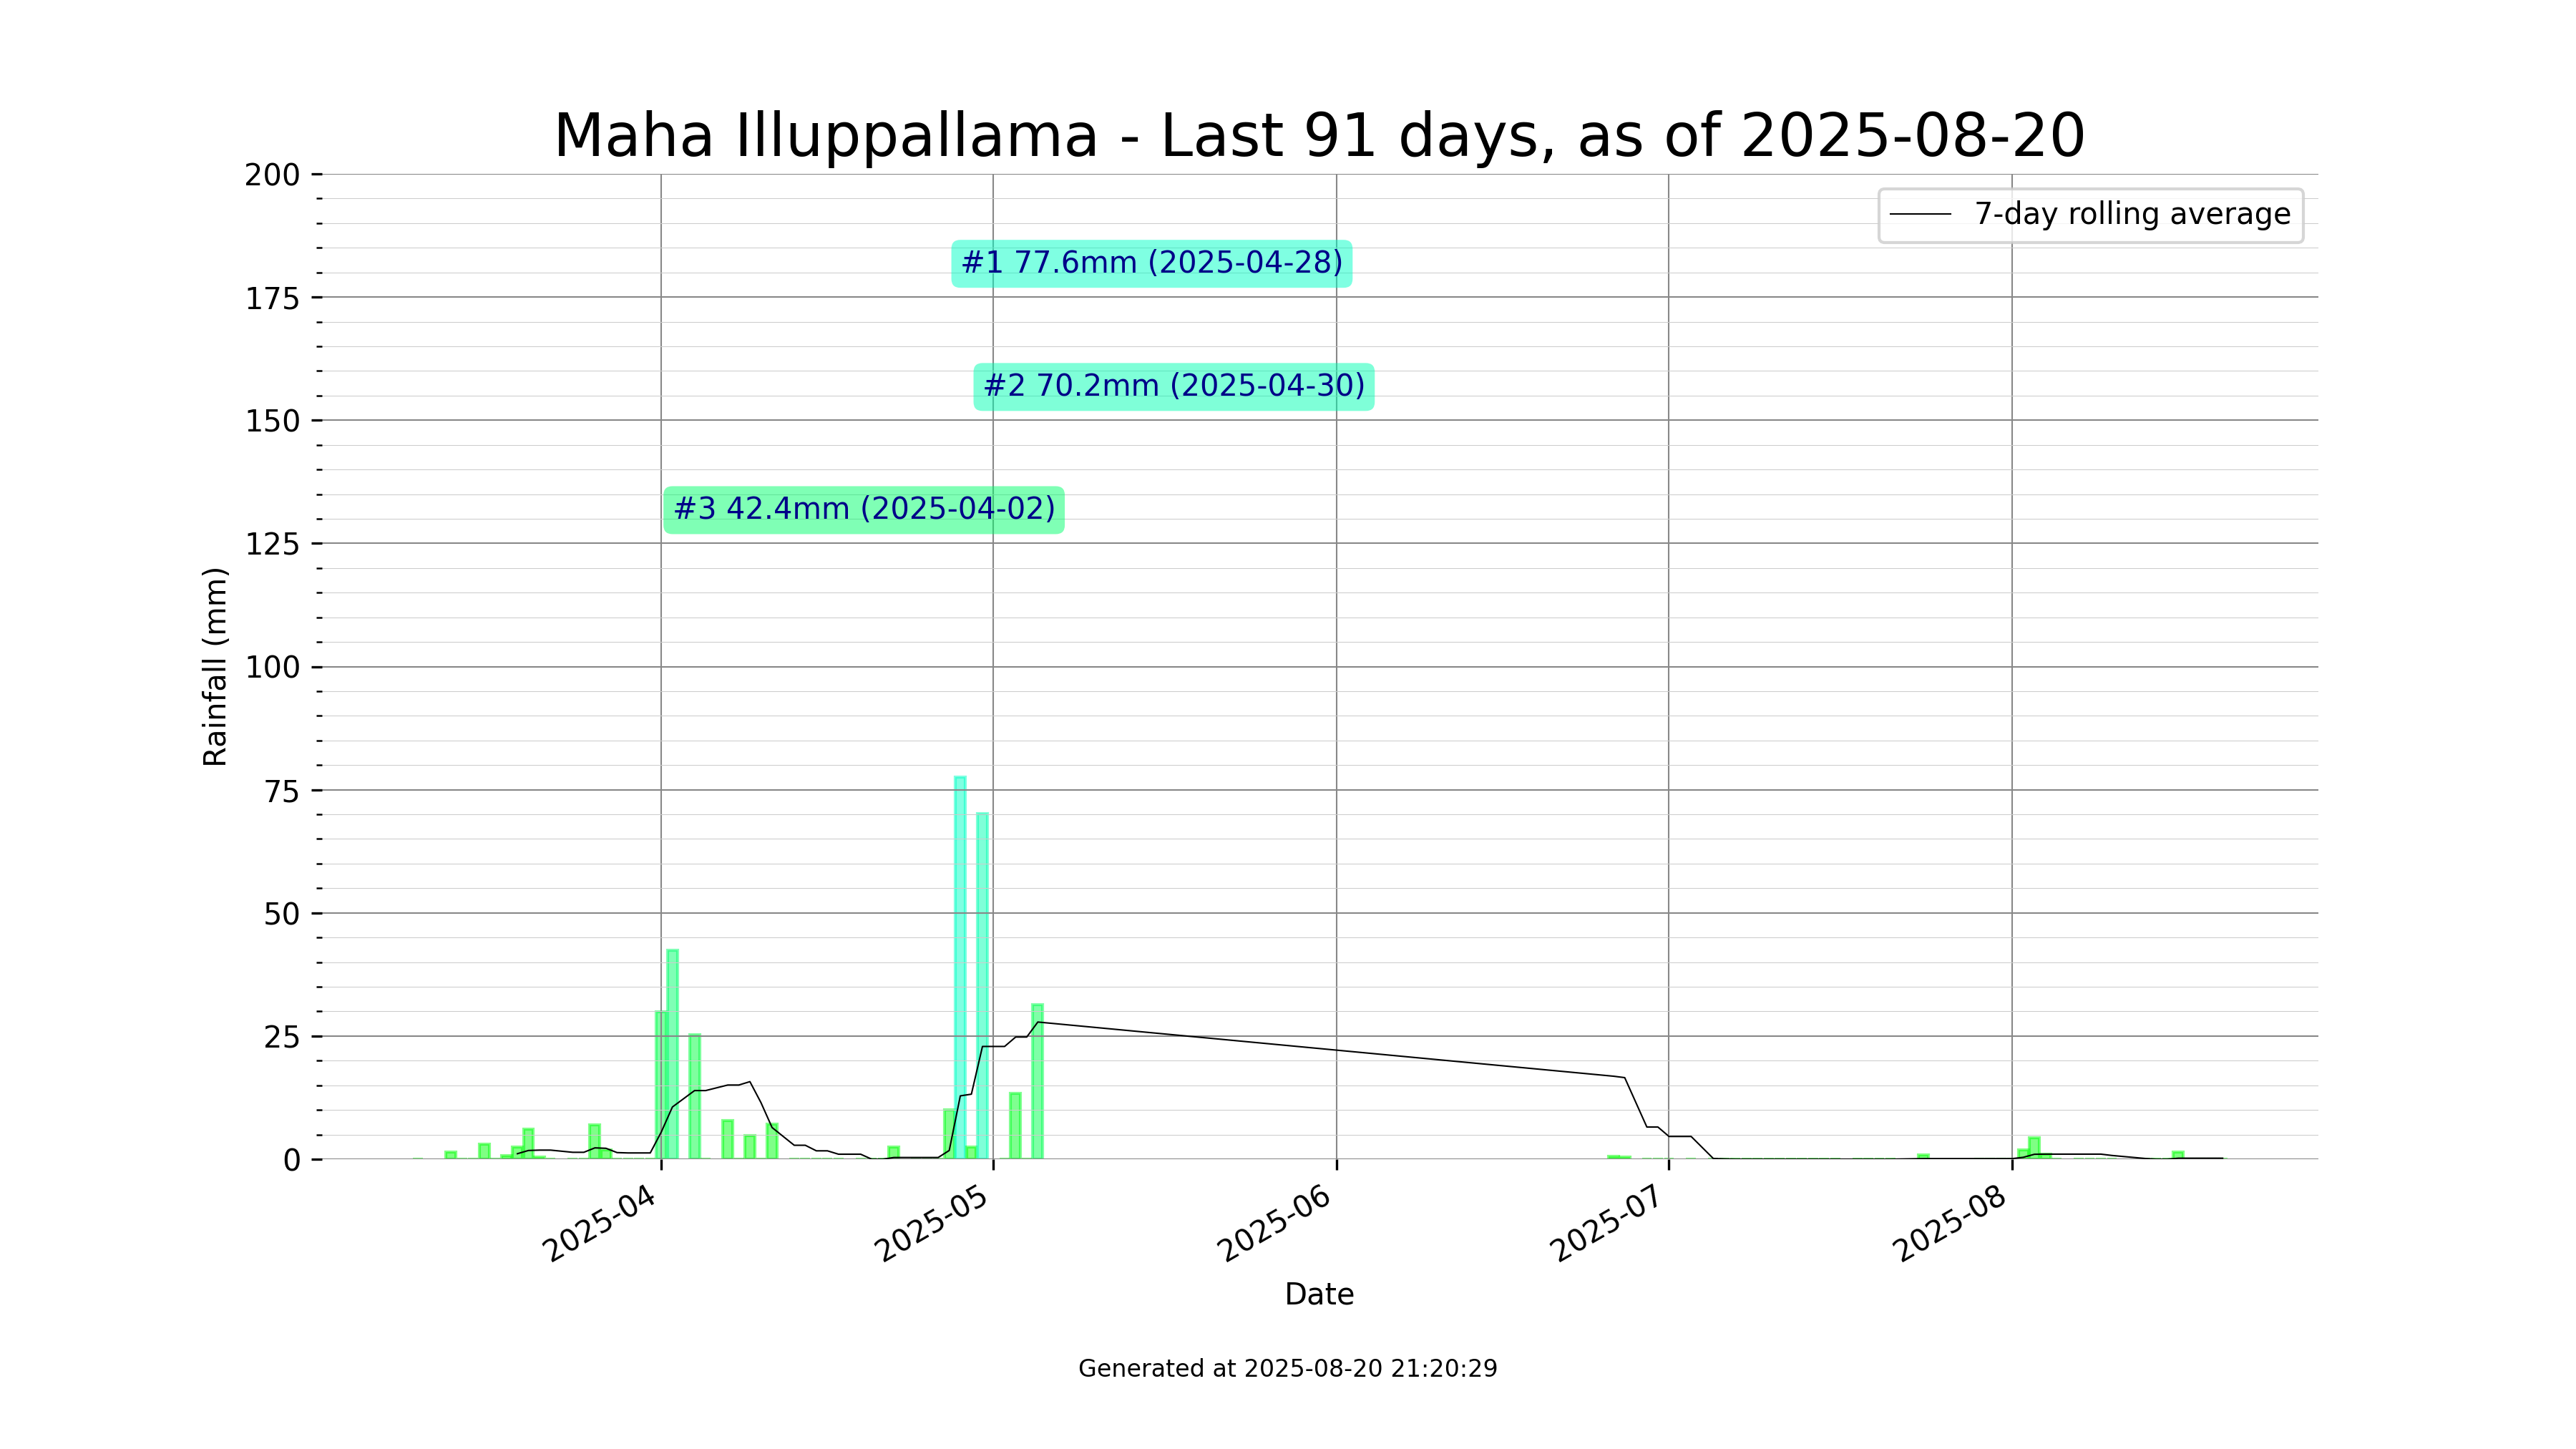 Maha Illuppallama - Last 91 days, as of 2025-08-20
7-day rolling average
#1 77.6mm (2025-04-28)
#2 70.2mm (2025-04-30)
#3 42.4mm (2025-04-02)
Rainfall (mm)
200
175
150
125
100
75
50
25
0
2025-04
2025-05
2025-06
2025-07
2025-08
Date
Generated at 2025-08-20 21:20:29